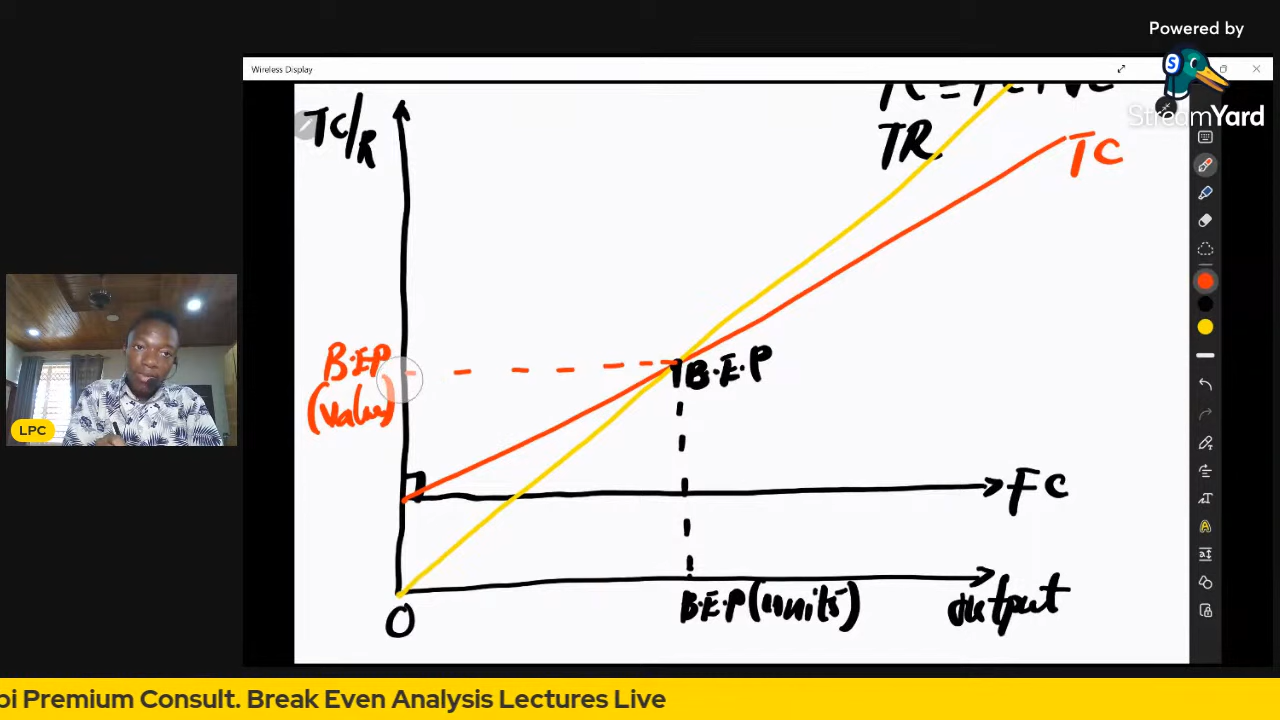 Powered by
StreamYard
Wireless Display
TC/R
TR
TC
B.E.P
(Value)
B.E.P
FC
B.E.P (units)
output
O
LPC
pi Premium Consult. Break Even Analysis Lectures Live